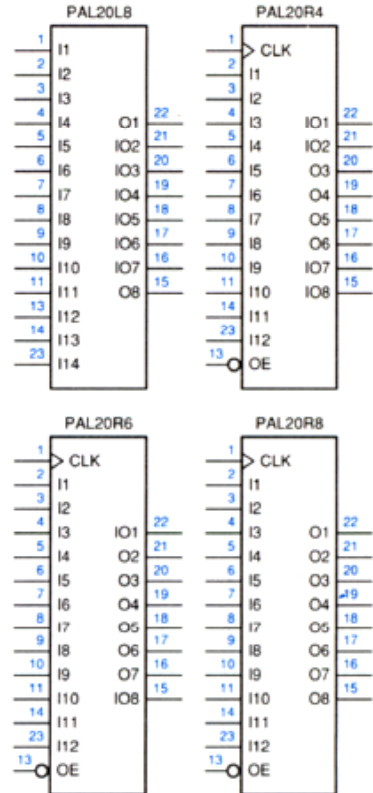 PAL20L8
1 I1
2 I2
3 I3
4 I4 O1 22
5 I5 IO2 21
6 I6 IO3 20
7 I7 IO4 19
8 I8 IO5 18
9 I9 IO6 17
10 I10 IO7 16
11 I11 O8 15
13 I12
14 I13
23 I14
PAL20R4
1 CLK
2 I1
3 I2
4 I3 IO1 22
5 I4 IO2 21
6 I5 O3 20
7 I6 O4 19
8 I7 O5 18
9 I8 O6 17
10 I9 IO7 16
11 I10 IO8 15
14 I11
23 I12
13 OE
PAL20R6
1 CLK
2 I1
3 I2
4 I3 IO1 22
5 I4 O2 21
6 I5 O3 20
7 I6 O4 19
8 I7 O5 18
9 I8 O6 17
10 I9 O7 16
11 I10 IO8 15
14 I11
23 I12
13 OE
PAL20R8
1 CLK
2 I1
3 I2
4 I3 O1 22
5 I4 O2 21
6 I5 O3 20
7 I6 O4 19
8 I7 O5 18
9 I8 O6 17
10 I9 O7 16
11 I10 O8 15
14 I11
23 I12
13 OE